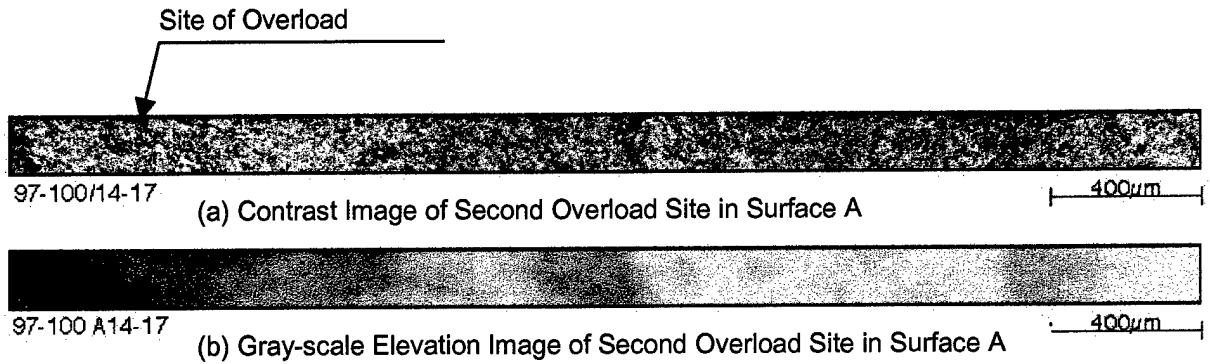 Site of Overload
97-100/14-17
(a) Contrast Image of Second Overload Site in Surface A
400µm
97-100 A14-17
(b) Gray-scale Elevation Image of Second Overload Site in Surface A
400µm